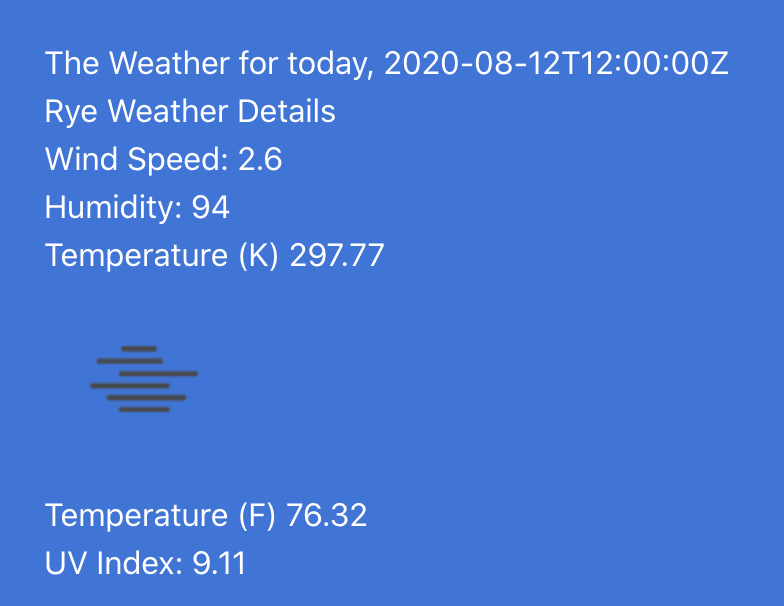 The Weather for today, 2020-08-12T12:00:00Z
Rye Weather Details
Wind Speed: 2.6
Humidity: 94
Temperature (K) 297.77
Temperature (F) 76.32
UV Index: 9.11